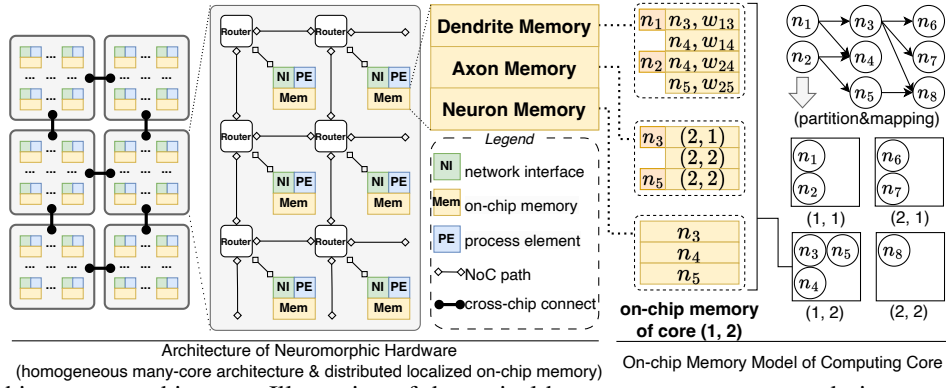 Router
Router
NI PE
Mem
NI PE
Mem
Router
Router
NI PE
Mem
NI PE
Mem
Router
Router
NI PE
Mem
NI PE
Mem
... ...
... ... ...
... ...
Dendrite Memory
Axon Memory
Neuron Memory
Legend
NI network interface
Mem on-chip memory
PE process element
NoC path
cross-chip connect
n₁ n₃, w₁₃
n₄, w₁₄
n₂ n₄, w₂₄
n₅, w₂₅
n₃ (2, 1)
(2, 2)
n₅ (2, 2)
n₃
n₄
n₅
on-chip memory
of core (1, 2)
n₁ n₃ n₆
n₂ n₄ n₇
n₅ n₈
(partition&mapping)
n₁ n₆
n₂ n₇
(1, 1) (2, 1)
n₃ n₅ n₈
n₄
(1, 2) (2, 2)
Architecture of Neuromorphic Hardware
(homogeneous many-core architecture & distributed localized on-chip memory)
On-chip Memory Model of Computing Core